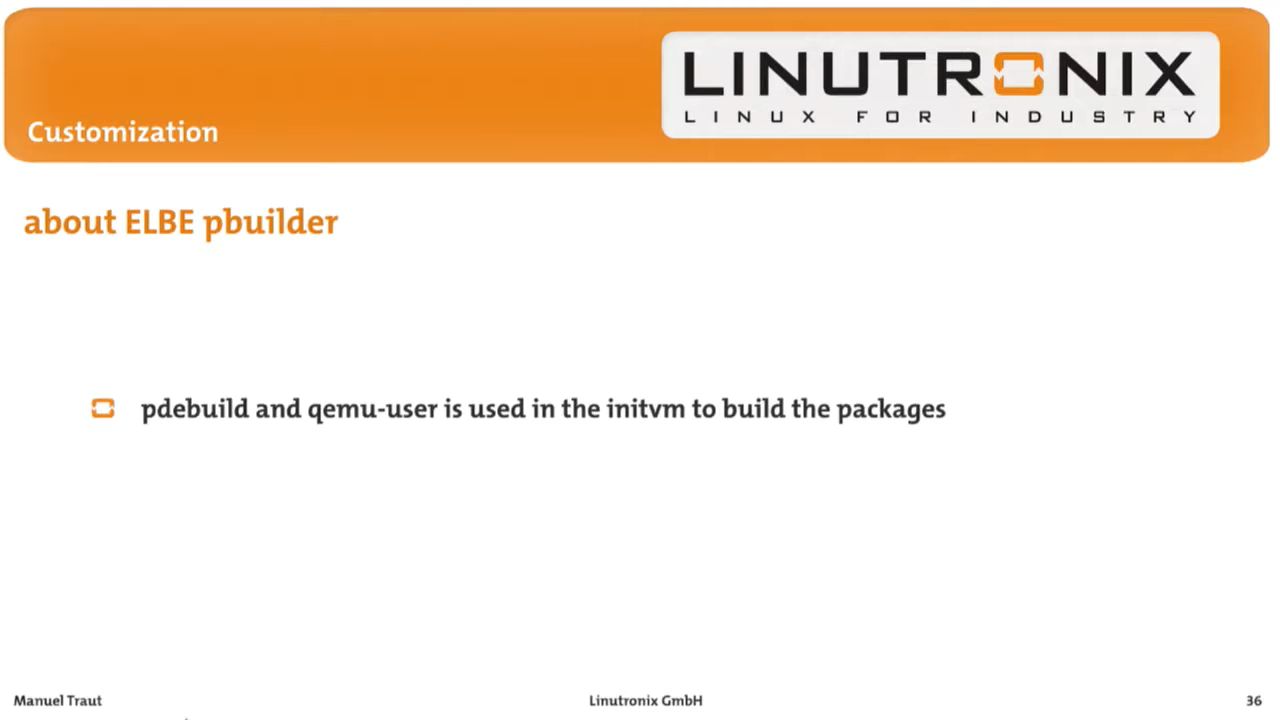 LINUTRONIX
LINUX FOR INDUSTRY
Customization
about ELBE pbuilder
pdebuild and qemu-user is used in the initvm to build the packages
Manuel Traut
Linutronix GmbH
36